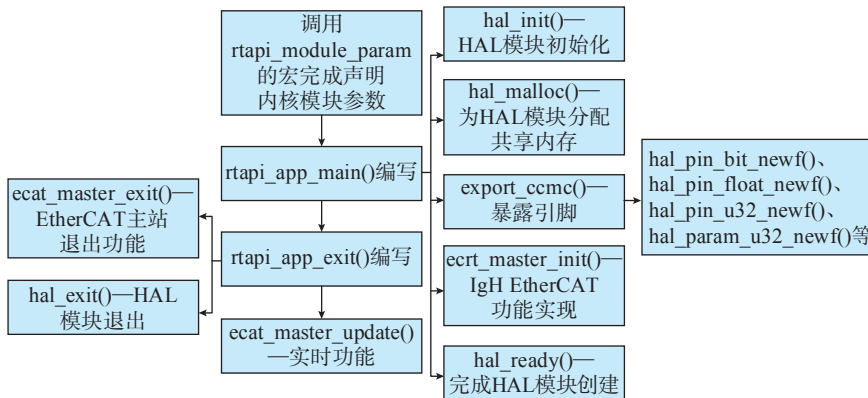 调用
rtapi_module_param
的宏完成声明
内核模块参数
rtapi_app_main()编写
rtapi_app_exit()编写
ecat_master_update()
—实时功能
ecat_master_exit()—
EtherCAT主站
退出功能
hal_exit()—HAL
模块退出
hal_init()—
HAL模块初始化
hal_malloc()—
为HAL模块分配
共享内存
export_ccmc()—
暴露引脚
ecrt_master_init()—
IgH EtherCAT
功能实现
hal_ready()—
完成HAL模块创建
hal_pin_bit_newf()、
hal_pin_float_newf()、
hal_pin_u32_newf()、
hal_param_u32_newf()等